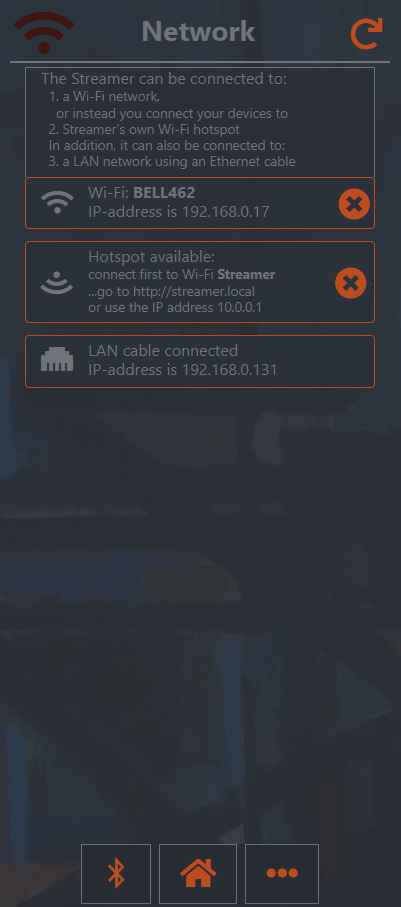 Network
The Streamer can be connected to:
1. a Wi-Fi network,
or instead you connect your devices to
2. Streamer's own Wi-Fi hotspot
In addition, it can also be connected to:
3. a LAN network using an Ethernet cable
Wi-Fi: BELL462
IP-address is 192.168.0.17
Hotspot available:
connect first to Wi-Fi Streamer
...go to http://streamer.local
or use the IP address 10.0.0.1
LAN cable connected
IP-address is 192.168.0.131